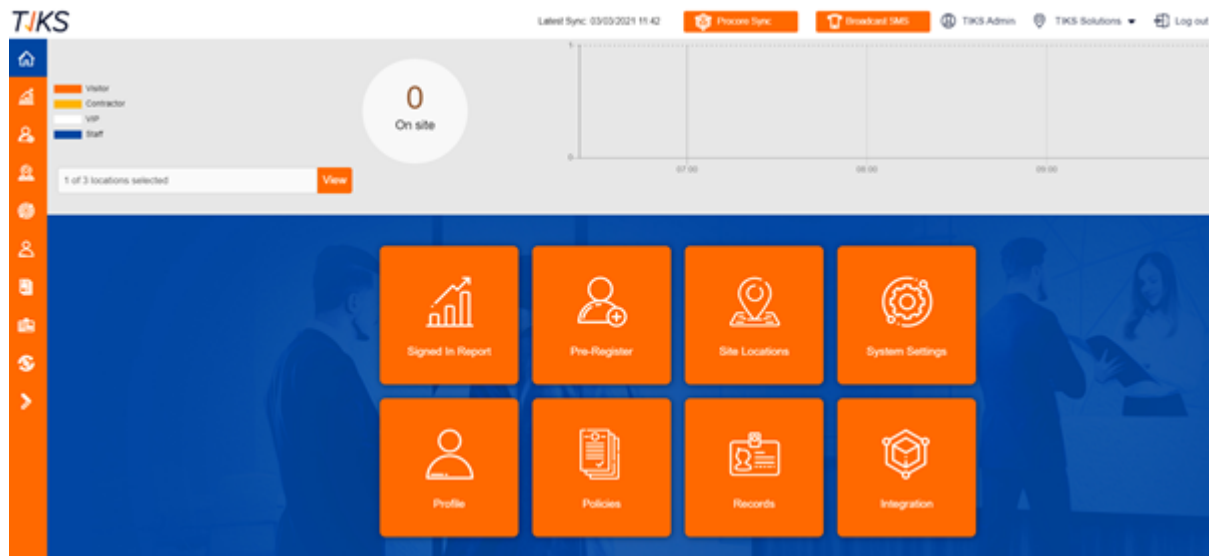 TIKS
Latest Sync: 03/03/2021 11:42
Procore Sync
Broadcast SMS
TIKS Admin
TIKS Solutions
Log out
Visitor
Contractor
VIP
Staff
0
On site
1
0
07:00
08:00
09:00
1 of 3 locations selected
View
Signed In Report
Pre-Register
Site Locations
System Settings
Profile
Policies
Records
Integration